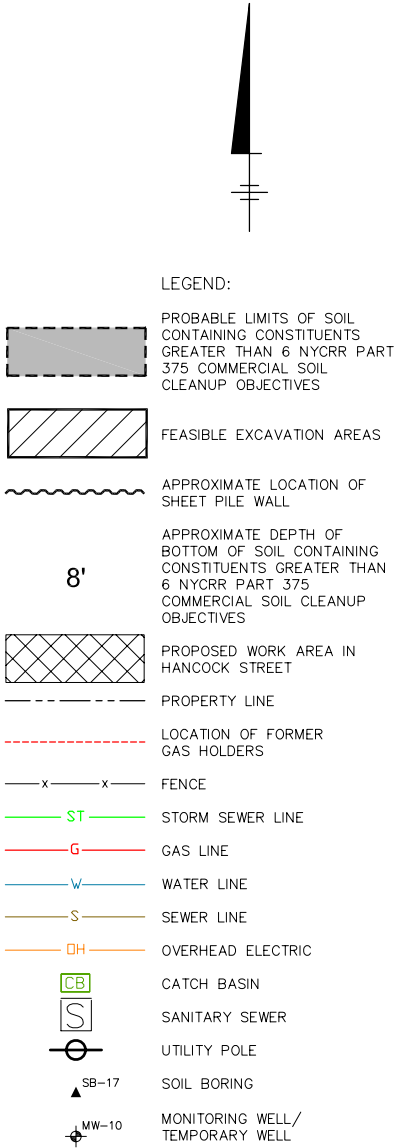 LEGEND:
PROBABLE LIMITS OF SOIL
CONTAINING CONSTITUENTS
GREATER THAN 6 NYCRR PART
375 COMMERCIAL SOIL
CLEANUP OBJECTIVES
FEASIBLE EXCAVATION AREAS
APPROXIMATE LOCATION OF
SHEET PILE WALL
8'
APPROXIMATE DEPTH OF
BOTTOM OF SOIL CONTAINING
CONSTITUENTS GREATER THAN
6 NYCRR PART 375
COMMERCIAL SOIL CLEANUP
OBJECTIVES
PROPOSED WORK AREA IN
HANCOCK STREET
PROPERTY LINE
LOCATION OF FORMER
GAS HOLDERS
x x FENCE
ST STORM SEWER LINE
G GAS LINE
W WATER LINE
S SEWER LINE
OH OVERHEAD ELECTRIC
CB CATCH BASIN
S SANITARY SEWER
UTILITY POLE
SB-17 SOIL BORING
MW-10 MONITORING WELL/
TEMPORARY WELL